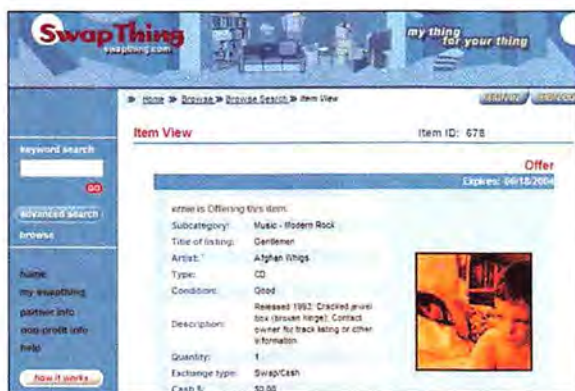 SwapThing
swapthing.com
my thing
for your thing
» Home » Browse » Browse Search » Item View
Item View
Item ID: 678
keyword search
GO
Offer
Expires: 06/18/2004
advanced search
browse
is Offering this item.
Subcategory: Music - Modern Rock
Title of listing: Gentlemen
Artist: Afghan Whigs
Type: CD
Condition: Good
Description: Released 1993. Cracked jewel
box (broken hinge). Contact
owner for track listing or other
information.
Quantity: 1
Exchange type: Swap/Cash
Cash $: 50.00
home
my swapthing
partner info
non-profit info
help
how it works